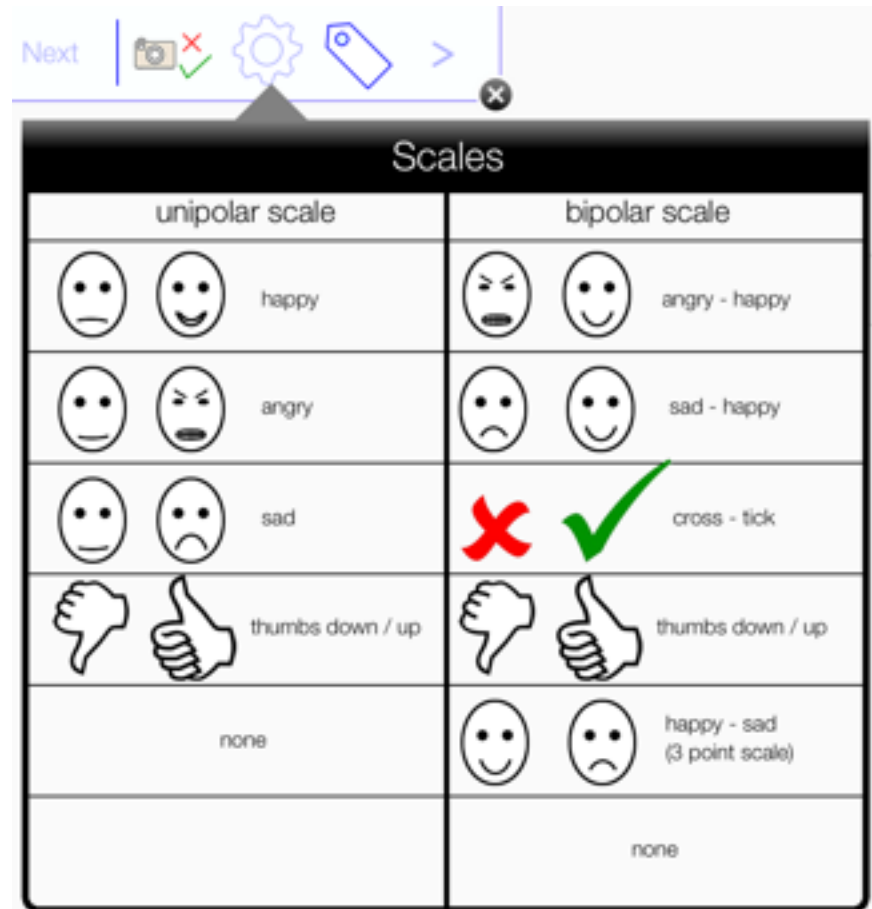 Next >
Scales
unipolar scale bipolar scale
happy angry - happy
angry sad - happy
sad cross - tick
thumbs down / up thumbs down / up
none happy - sad
(3 point scale)
none